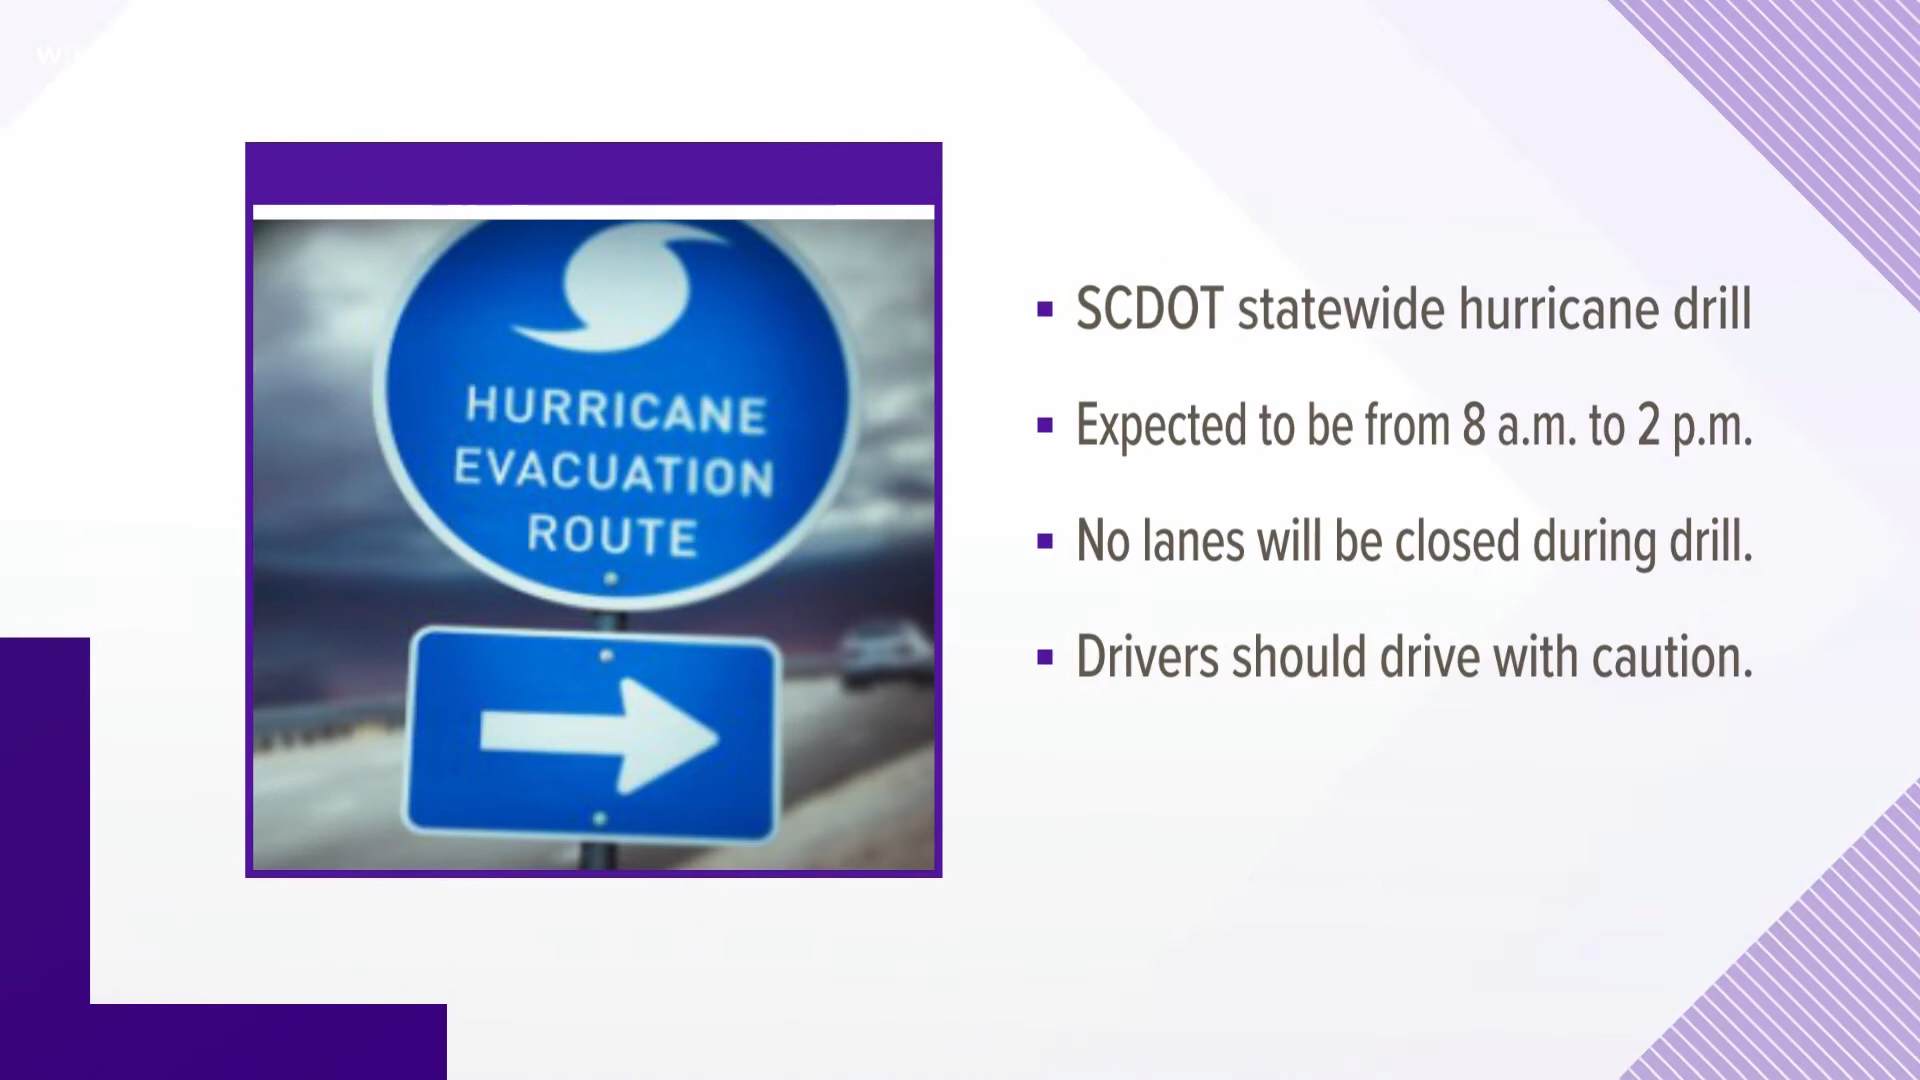 HURRICANE
EVACUATION
ROUTE
SCDOT statewide hurricane drill
Expected to be from 8 a.m. to 2 p.m.
No lanes will be closed during drill.
Drivers should drive with caution.